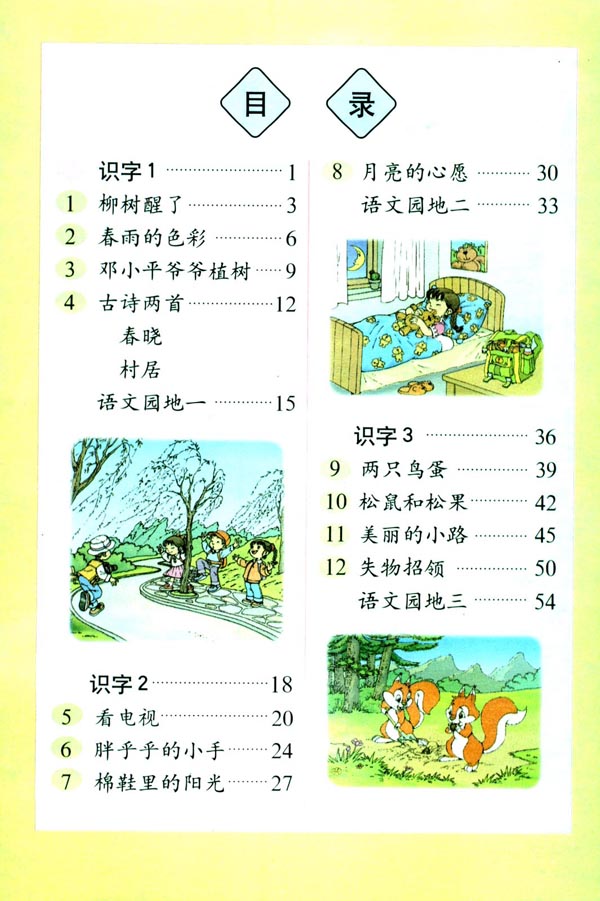 目录
识字1 ………………… 1
1 柳树醒了 …………… 3
2 春雨的色彩 ………… 6
3 邓小平爷爷植树 …… 9
4 古诗两首 …………… 12
春晓
村居
语文园地一 ………… 15
识字2 ………………… 18
5 看电视 ……………… 20
6 胖乎乎的小手 ……… 24
7 棉鞋里的阳光 ……… 27
8 月亮的心愿 ………… 30
语文园地二 ………… 33
识字3 ………………… 36
9 两只鸟蛋 …………… 39
10 松鼠和松果 ………… 42
11 美丽的小路 ………… 45
12 失物招领 …………… 50
语文园地三 ………… 54